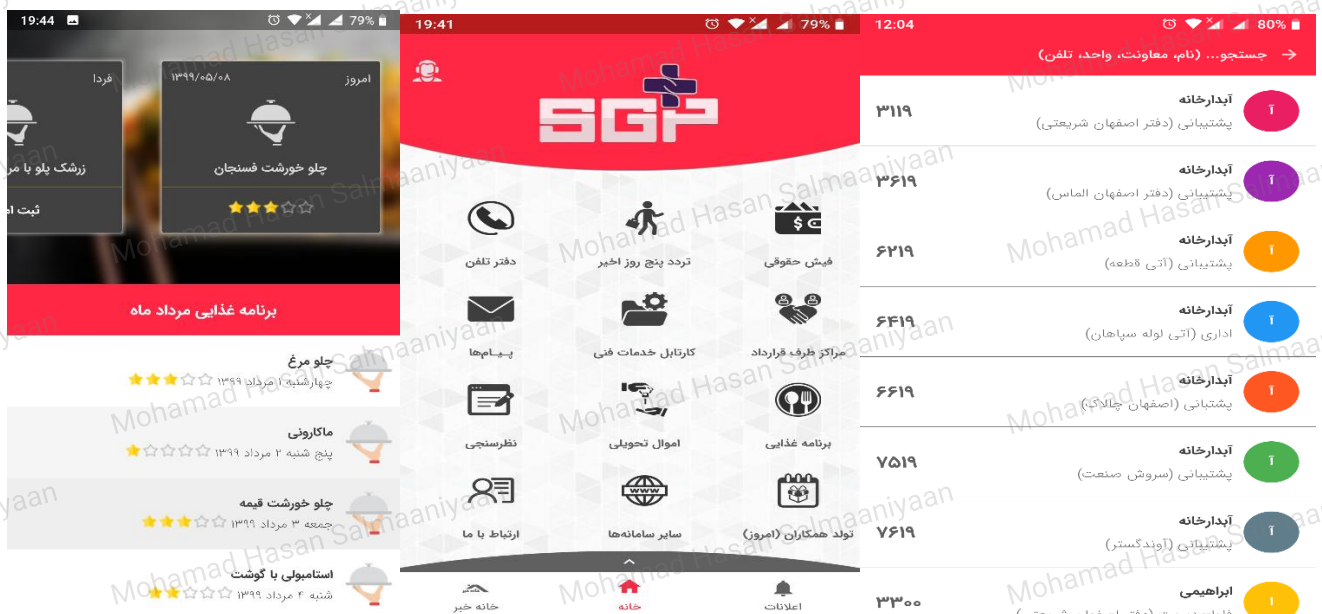 19:44
79%
فردا
امروز
۱۳۹۹/۰۵/۰۸
زرشک پلو با مر
چلو خورشت فسنجان
ثبت ام
برنامه غذایی مرداد ماه
چلو مرغ
چهارشنبه ۱ مرداد ۱۳۹۹
ماکارونی
پنج شنبه ۲ مرداد ۱۳۹۹
چلو خورشت قیمه
جمعه ۳ مرداد ۱۳۹۹
استامبولی با گوشت
شنبه ۴ مرداد ۱۳۹۹
19:41
79%
SGP
فیش حقوقی
تردد پنج روز اخیر
دفتر تلفن
مراکز طرف قرارداد
کارتابل خدمات فنی
پـیـام‌ها
برنامه غذایی
اموال تحویلی
نظرسنجی
تولد همکاران (امروز)
سایر سامانه‌ها
ارتباط با ما
اعلانات
خانه
خانه خبر
12:04
80%
جستجو... (نام، معاونت، واحد، تلفن)
آ
آبدارخانه
۳۱۱۹
پشتیبانی (دفتر اصفهان شریعتی)
آ
آبدارخانه
۳۶۱۹
پشتیبانی (دفتر اصفهان الماس)
آ
آبدارخانه
۶۲۱۹
پشتیبانی (آتی قطعه)
آ
آبدارخانه
۶۴۱۹
اداری (آتی لوله سپاهان)
آ
آبدارخانه
۶۶۱۹
پشتبانی (اصفهان چالاک)
آ
آبدارخانه
۷۵۱۹
پشتیبانی (سروش صنعت)
آ
آبدارخانه
۷۶۱۹
پشتیبانی (آوندگستر)
ا
ابراهیمی
۳۳۰۰
Mohamad Hasan Salmaaniyaan